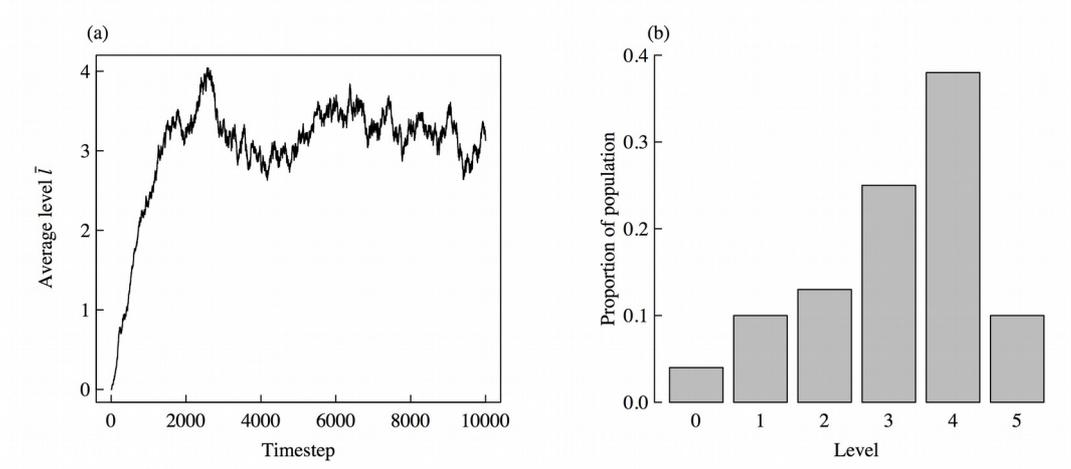 (a)
4
3
2
1
0
Average level l̄
0 2000 4000 6000 8000 10000
Timestep
(b)
0.4
0.3
0.2
0.1
0.0
Proportion of population
0 1 2 3 4 5
Level